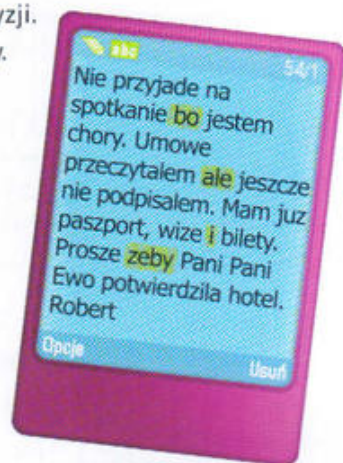 yzji.
y.
abc
54/1
Nie przyjade na
spotkanie bo jestem
chory. Umowe
przeczytalem ale jeszcze
nie podpisalem. Mam juz
paszport, wize i bilety.
Prosze zeby Pani Pani
Ewo potwierdzila hotel.
Robert
Opcje
Usuń